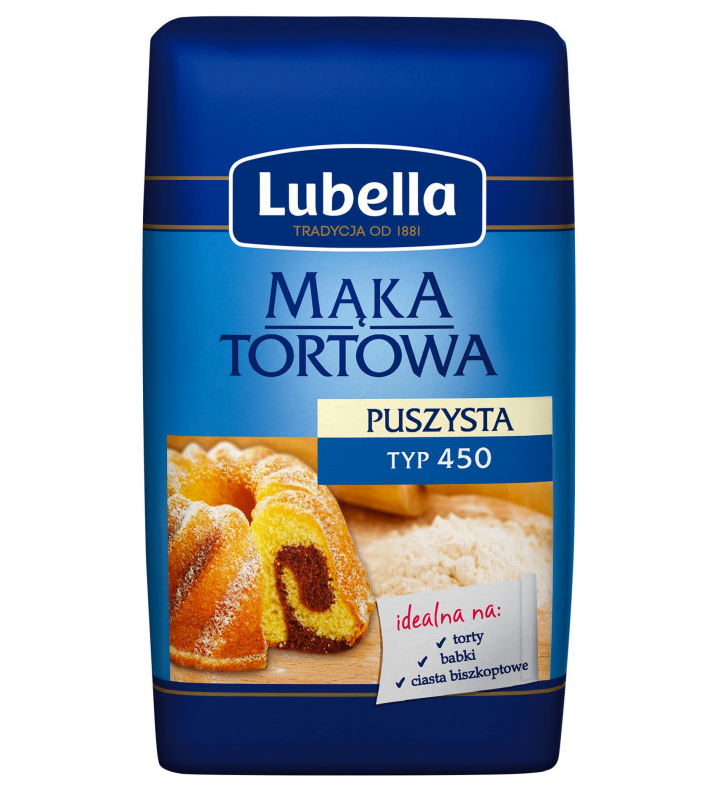 Lubella
TRADYCJA OD 1881
MĄKA
TORTOWA
PUSZYSTA
TYP 450
idealna na:
✓ torty
✓ babki
✓ ciasta biszkoptowe